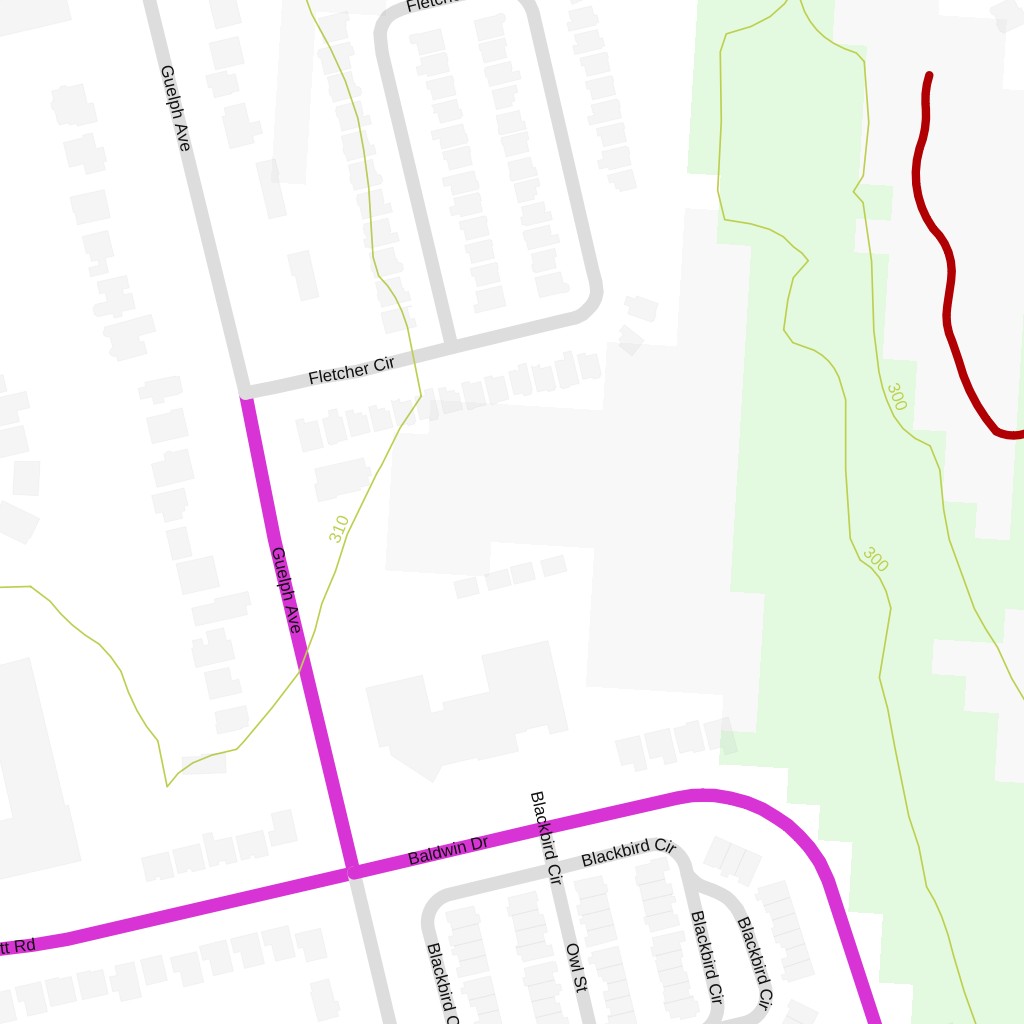 Guelph Ave
Fletcher Cir
300
310
Guelph Ave
300
Blackbird Cir
Baldwin Dr
Blackbird Cir
tt Rd
Blackbird C
Owl St
Blackbird Cir
Blackbird Cir